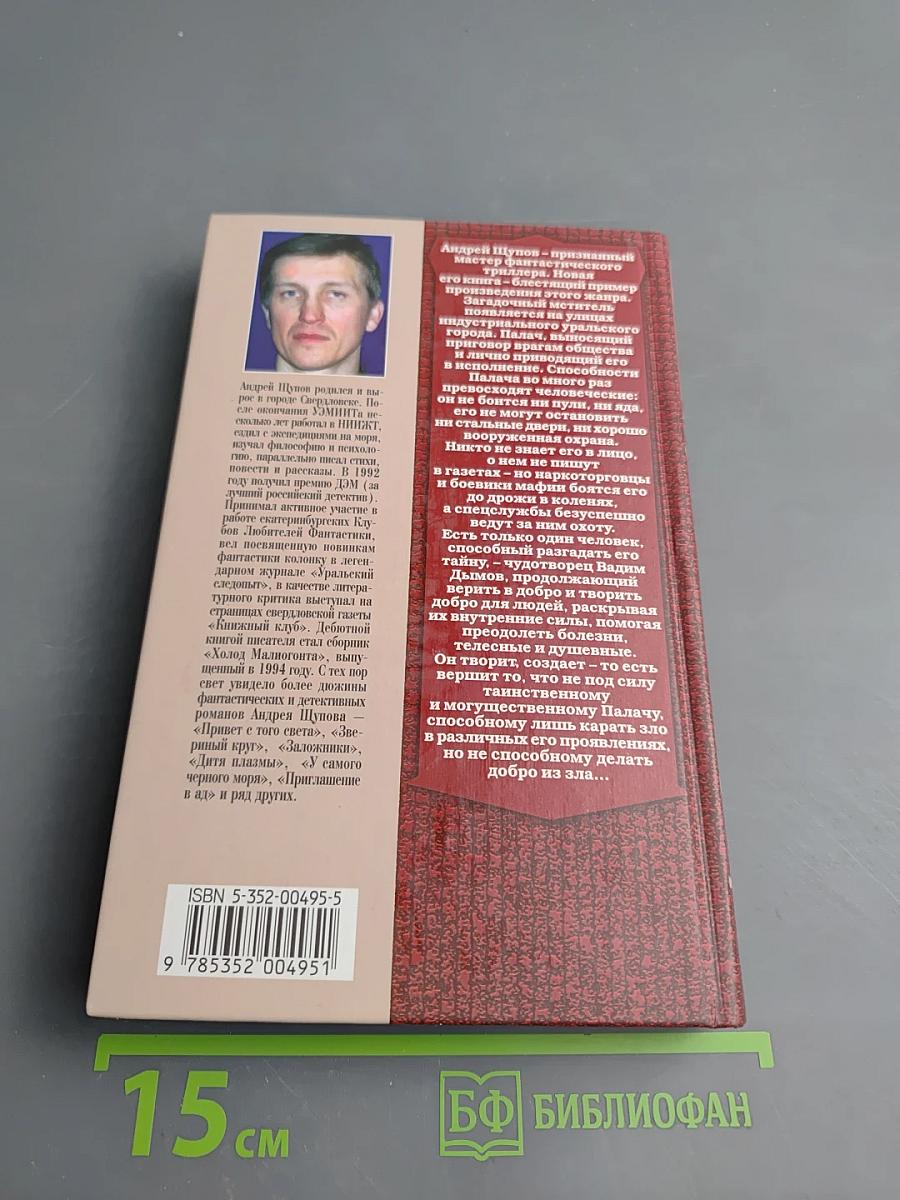 Андрей Щупов родился и вы-
рос в городе Свердловске. По-
сле окончания УЭМИИТа не-
сколько лет работал в НИИЖТ,
ездил с экспедициями на моря,
изучал философию и психоло-
гию, параллельно писал стихи,
повести и рассказы. В 1992
году получил премию ДЭМ (за
лучший российский детектив).
Принимал активное участие в
работе екатеринбургских Клу-
бов Любителей Фантастики,
вел посвященную новинкам
фантастики колонку в леген-
дарном журнале «Уральский
следопыт», в качестве литера-
турного критика выступал на
страницах свердловской газеты
«Книжный клуб». Дебютной
книгой писателя стал сборник
«Холод Малиогонта», выпу-
щенный в 1994 году. С тех пор
свет увидело более дюжины
фантастических и детективных
романов Андрея Щупова —
«Привет с того света», «Зве-
риный круг», «Заложники»,
«Дитя плазмы», «У самого
черного моря», «Приглашение
в ад» и ряд других.
ISBN 5-352-00495-5
9 785352 004951
Андрей Щупов – признанный
мастер фантастического
триллера. Новая
его книга – блестящий пример
произведения этого жанра.
Загадочный мститель
появляется на улицах
индустриального уральского
города. Палач, выносящий
приговор врагам общества
и лично приводящий его
в исполнение. Способности
Палача во много раз
превосходят человеческие:
он не боится ни пули, ни яда,
его не могут остановить
ни стальные двери, ни хорошо
вооруженная охрана.
Никто не знает его в лицо,
о нем не пишут
в газетах – но наркоторговцы
и боевики мафии боятся его
до дрожи в коленях,
а спецслужбы безуспешно
ведут за ним охоту.
Есть только один человек,
способный разгадать его
тайну, – чудотворец Вадим
Дымов, продолжающий
верить в добро и творить
добро для людей, раскрывая
их внутренние силы, помогая
преодолеть болезни,
телесные и душевные.
Он творит, создает – то есть
вершит то, что не под силу
таинственному
и могущественному Палачу,
способному лишь карать зло
в различных его проявлениях,
но не способному делать
добро из зла...
15 см
БФ БИБЛИОФАН